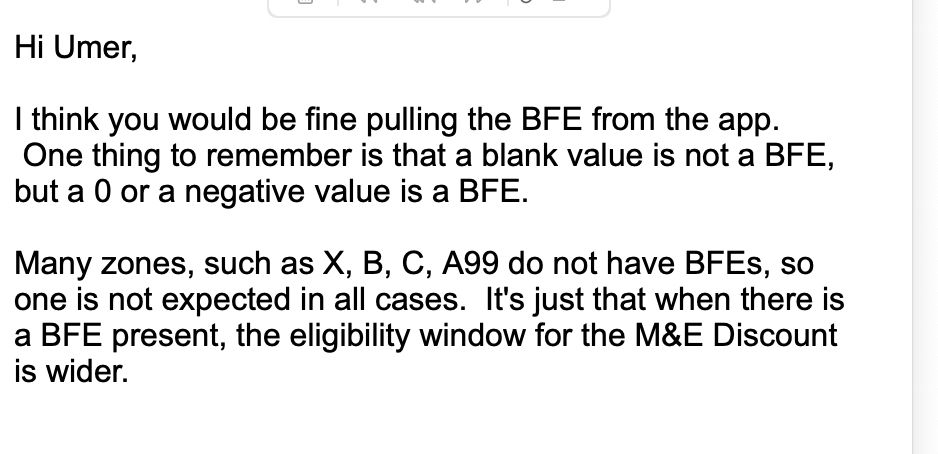 Hi Umer,
I think you would be fine pulling the BFE from the app.
One thing to remember is that a blank value is not a BFE,
but a 0 or a negative value is a BFE.
Many zones, such as X, B, C, A99 do not have BFEs, so
one is not expected in all cases.  It's just that when there is
a BFE present, the eligibility window for the M&E Discount
is wider.